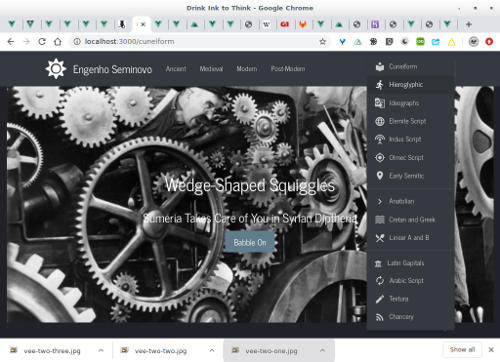 Drink Ink to Think - Google Chrome
localhost:3000/cuneiform
Engenho Seminovo
Ancient
Medieval
Modern
Post-Modern
Cuneiform
Hieroglyphic
Ideographs
Elemite Script
Indus Script
Olmec Script
Early Semitic
Anatolian
Cretan and Greek
Linear A and B
Latin Capitals
Arabic Script
Textura
Chancery
Wedge-Shaped Squiggles
Sumeria Takes Care of You in Syrian Diptheria
Babble On
vee-two-three.jpg
vee-two-two.jpg
vee-two-one.jpg
Show all